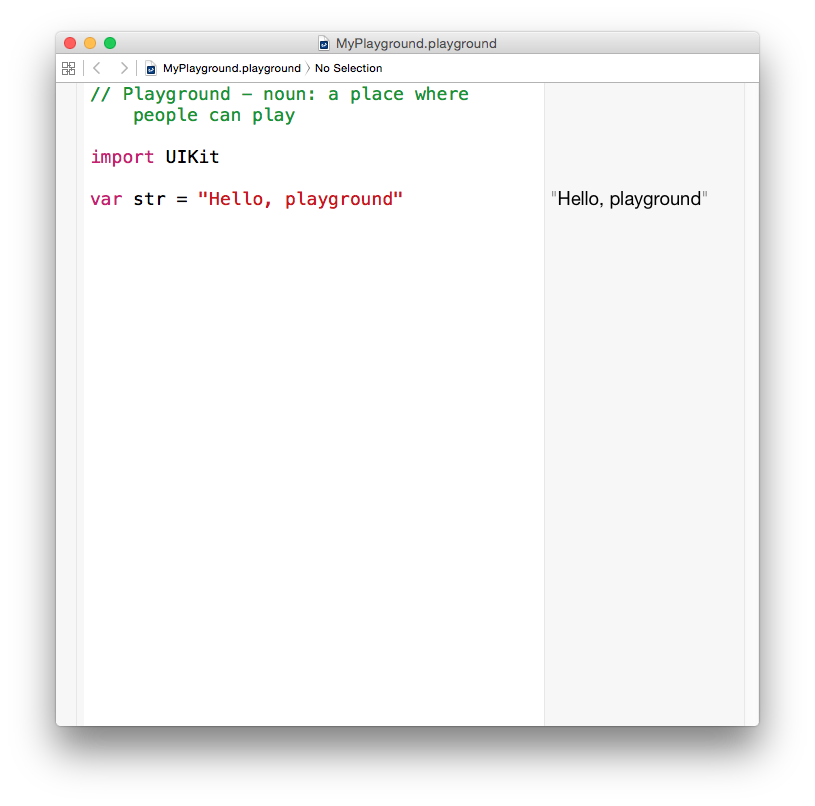 MyPlayground.playground
MyPlayground.playground 〉 No Selection
// Playground – noun: a place where
people can play
import UIKit
var str = "Hello, playground"
"Hello, playground"